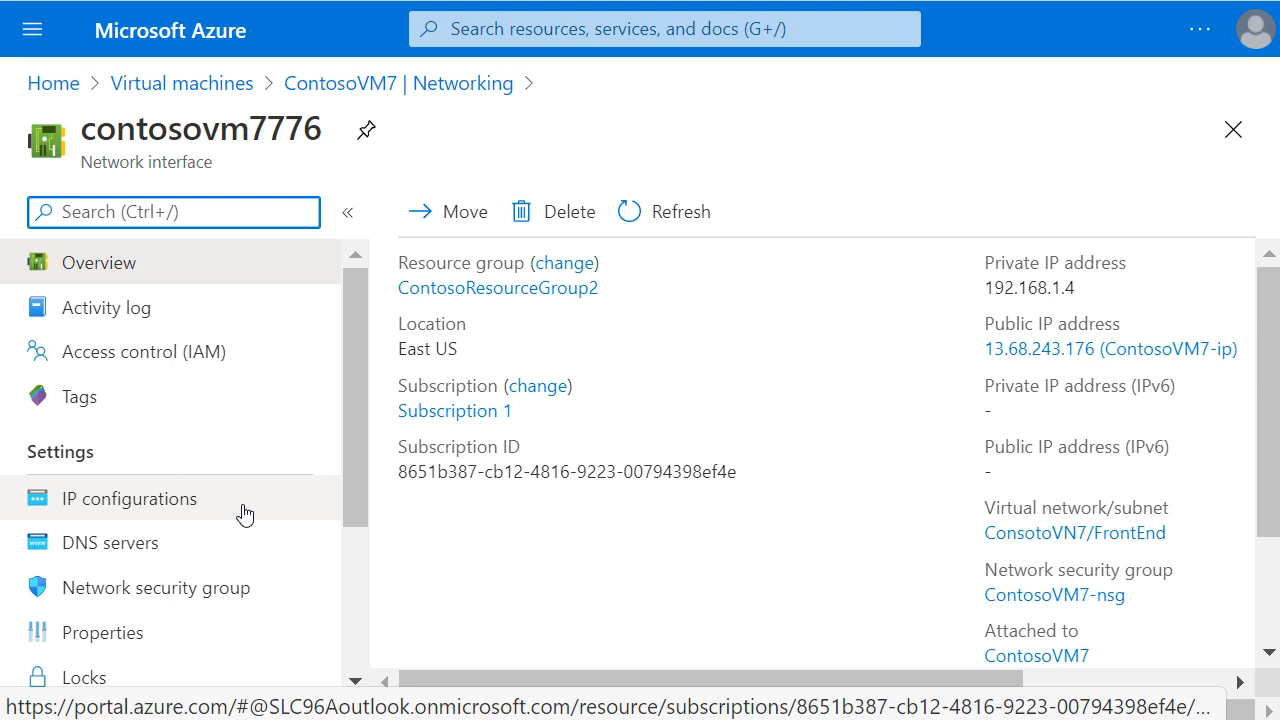 Microsoft Azure
Search resources, services, and docs (G+/)
Home > Virtual machines > ContosoVM7 | Networking >
contosovm7776
Network interface
Search (Ctrl+/)
«
Move
Delete
Refresh
Overview
Activity log
Access control (IAM)
Tags
Settings
IP configurations
DNS servers
Network security group
Properties
Locks
Resource group (change)
ContosoResourceGroup2
Location
East US
Subscription (change)
Subscription 1
Subscription ID
8651b387-cb12-4816-9223-00794398ef4e
Private IP address
192.168.1.4
Public IP address
13.68.243.176 (ContosoVM7-ip)
Private IP address (IPv6)
-
Public IP address (IPv6)
-
Virtual network/subnet
ConsotoVN7/FrontEnd
Network security group
ContosoVM7-nsg
Attached to
ContosoVM7
https://portal.azure.com/#@SLC96Aoutlook.onmicrosoft.com/resource/subscriptions/8651b387-cb12-4816-9223-00794398ef4e/...